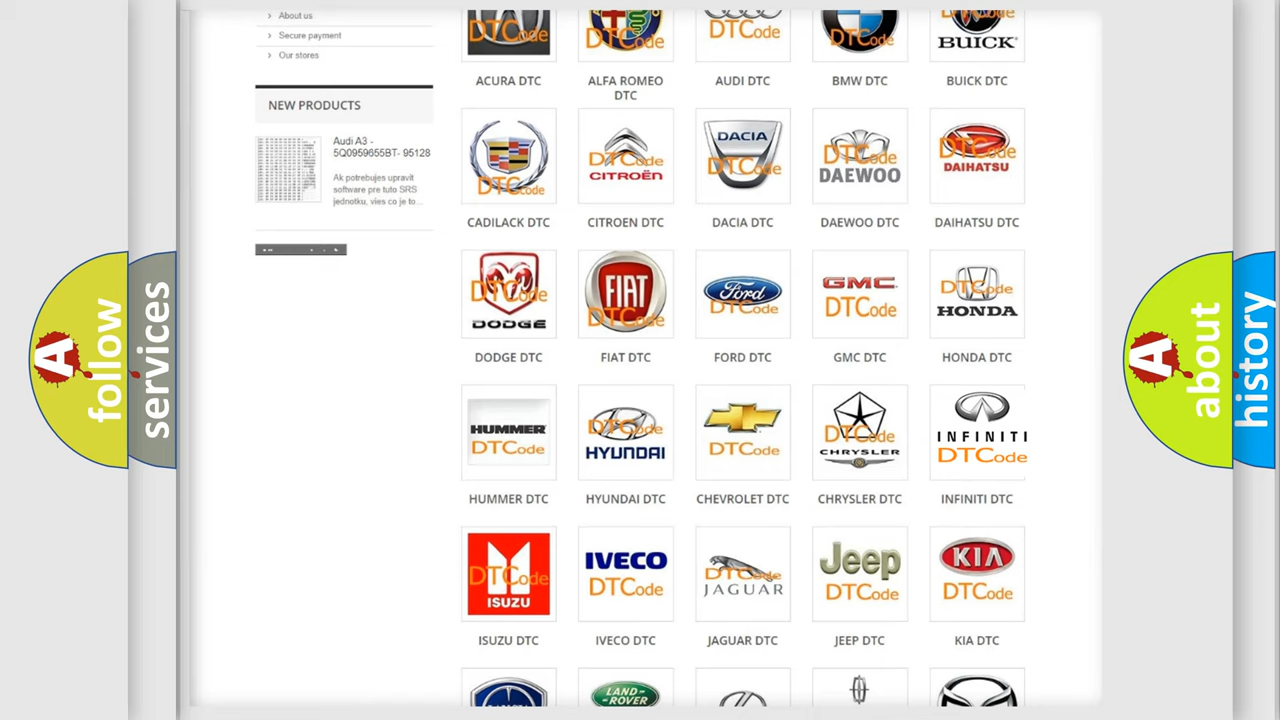 About us
Secure payment
Our stores
NEW PRODUCTS
Audi A3 -
5Q0959655BT- 95128
Ak potrebujes upravit
software pre tuto SRS
jednotku, vies co je to...
DTCode DTCode DTCode DTCode BUICK
ACURA DTC ALFA ROMEO DTC AUDI DTC BMW DTC BUICK DTC
DTCode DTCode CITROËN DACIA DTCode DTCode DAEWOO DTCode DAIHATSU
CADILACK DTC CITROEN DTC DACIA DTC DAEWOO DTC DAIHATSU DTC
DTCode DODGE FIAT DTCode Ford DTCode GMC DTCode DTCode HONDA
DODGE DTC FIAT DTC FORD DTC GMC DTC HONDA DTC
HUMMER DTCode DTCode HYUNDAI DTCode DTCode CHRYSLER INFINITI DTCode
HUMMER DTC HYUNDAI DTC CHEVROLET DTC CHRYSLER DTC INFINITI DTC
DTCode ISUZU IVECO DTCode DTCode JAGUAR Jeep DTCode KIA DTCode
ISUZU DTC IVECO DTC JAGUAR DTC JEEP DTC KIA DTC
LAND-
ROVER
A follow
services
A about
history